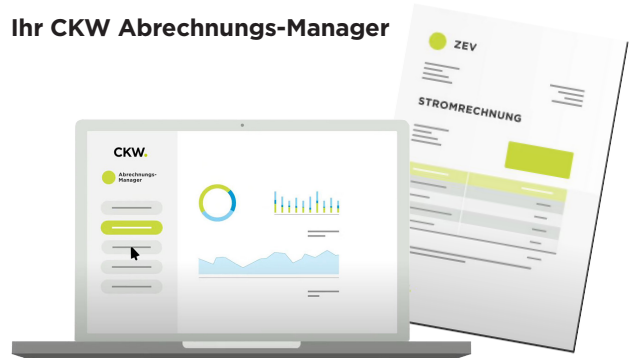 Ihr CKW Abrechnungs-Manager
ZEV
STROMRECHNUNG
CKW.
Abrechnungs-
Manager